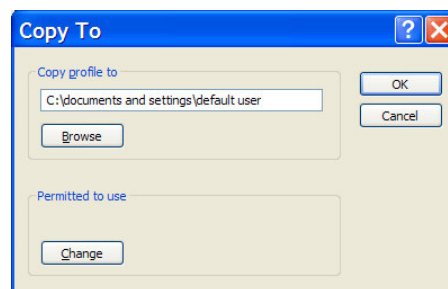 Copy To
Copy profile to
C:\documents and settings\default user
OK
Browse
Cancel
Permitted to use
Change